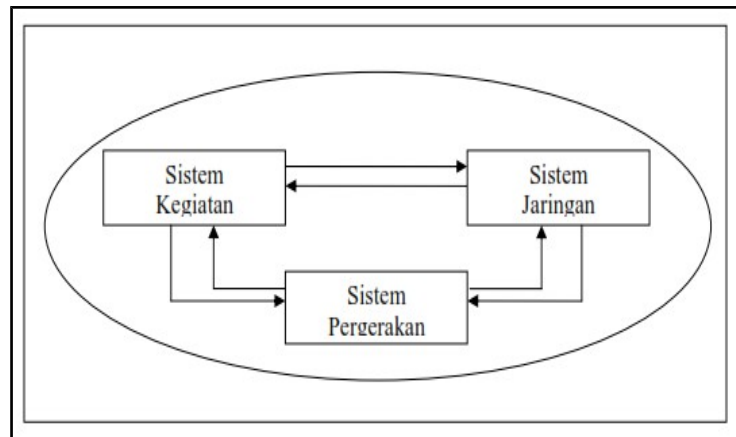 Sistem
Kegiatan
Sistem
Jaringan
Sistem
Pergerakan